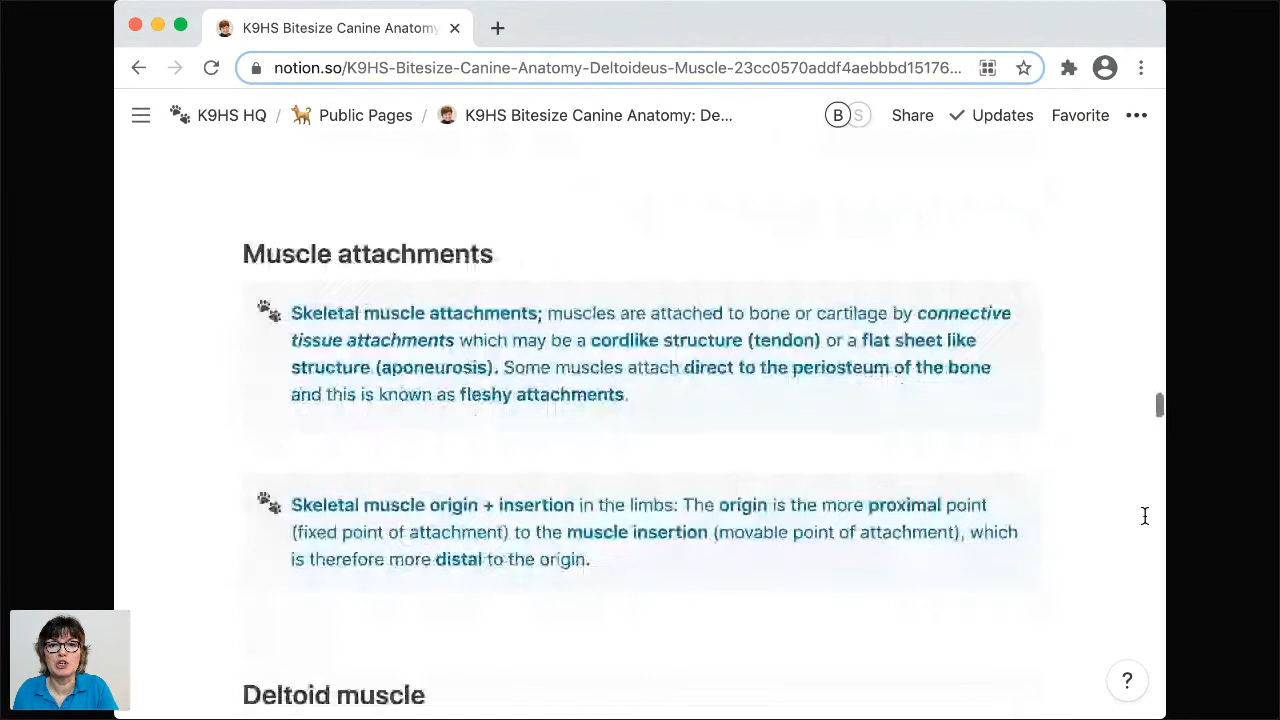 K9HS Bitesize Canine Anatomy
notion.so/K9HS-Bitesize-Canine-Anatomy-Deltoideus-Muscle-23cc0570addf4aebbbd15176...
K9HS HQ / Public Pages / K9HS Bitesize Canine Anatomy: De... B S Share Updates Favorite
Muscle attachments
Skeletal muscle attachments; muscles are attached to bone or cartilage by connective
tissue attachments which may be a cordlike structure (tendon) or a flat sheet like
structure (aponeurosis). Some muscles attach direct to the periosteum of the bone
and this is known as fleshy attachments.
Skeletal muscle origin + insertion in the limbs: The origin is the more proximal point
(fixed point of attachment) to the muscle insertion (movable point of attachment), which
is therefore more distal to the origin.
Deltoid muscle
?